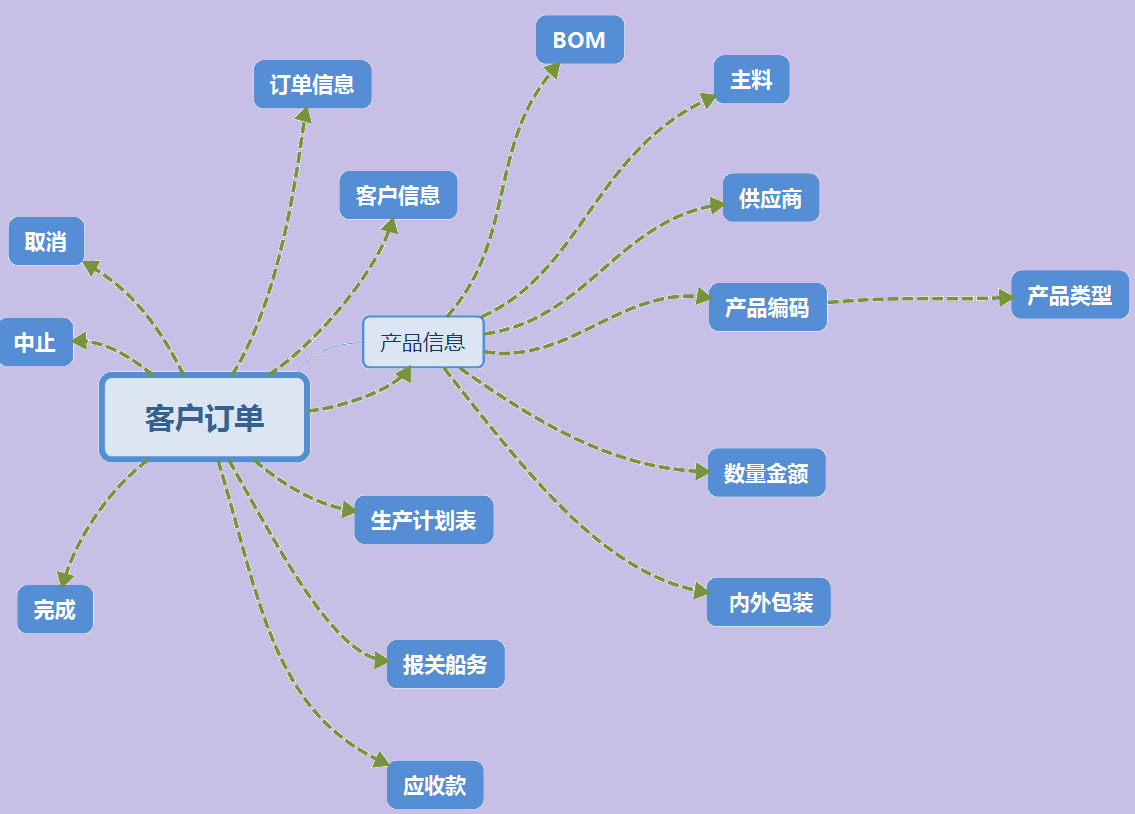 BOM
主料
订单信息
客户信息
供应商
取消
产品编码
产品类型
中止
产品信息
客户订单
数量金额
生产计划表
内外包装
完成
报关船务
应收款